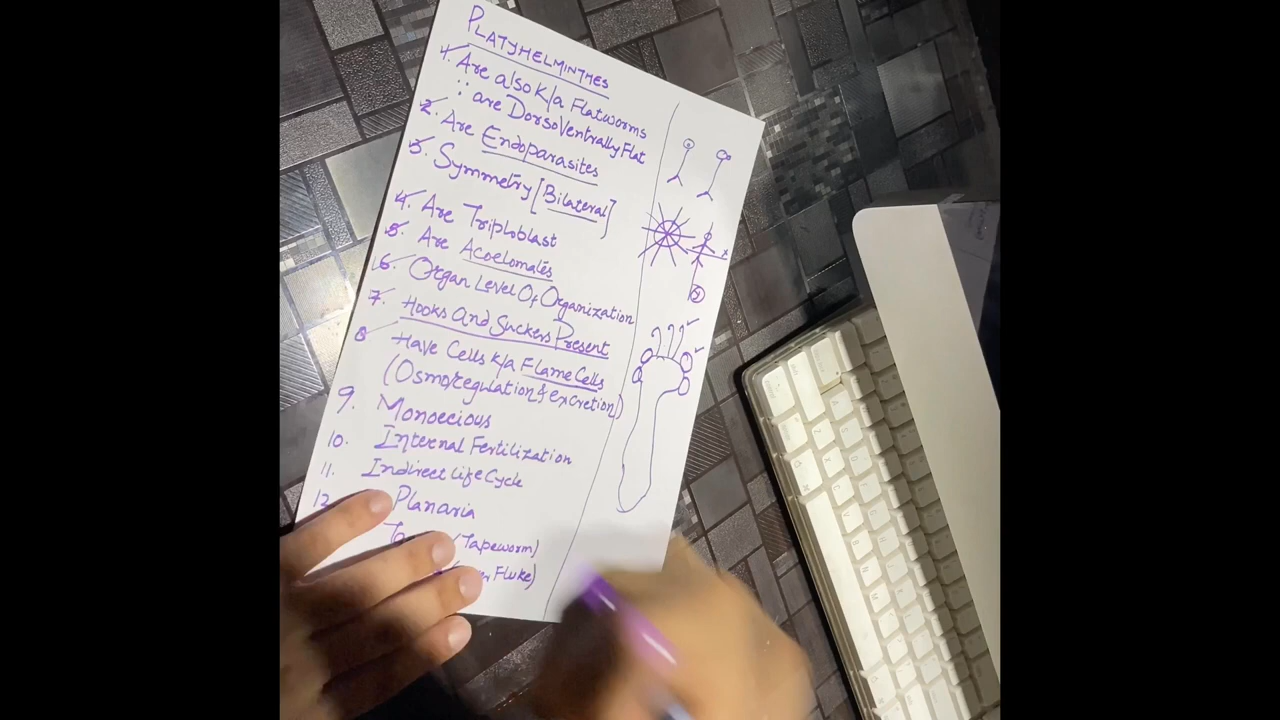 PLATYHELMINTHES
1. Are also K/a Flatworms
∵ are DorsoVentrally Flat
2. Are Endoparasites
3. Symmetry [Bilateral]
4. Are Triploblast
5. Are Acoelomates
6. Organ Level Of Organization
7. Hooks And Suckers Present
8 Have Cells K/a Flame Cells
(Osmoregulation & excretion)
9. Monoecious
10. Internal Fertilization
11. Indirect Life Cycle
12 Planaria
(Tapeworm)
Fluke)